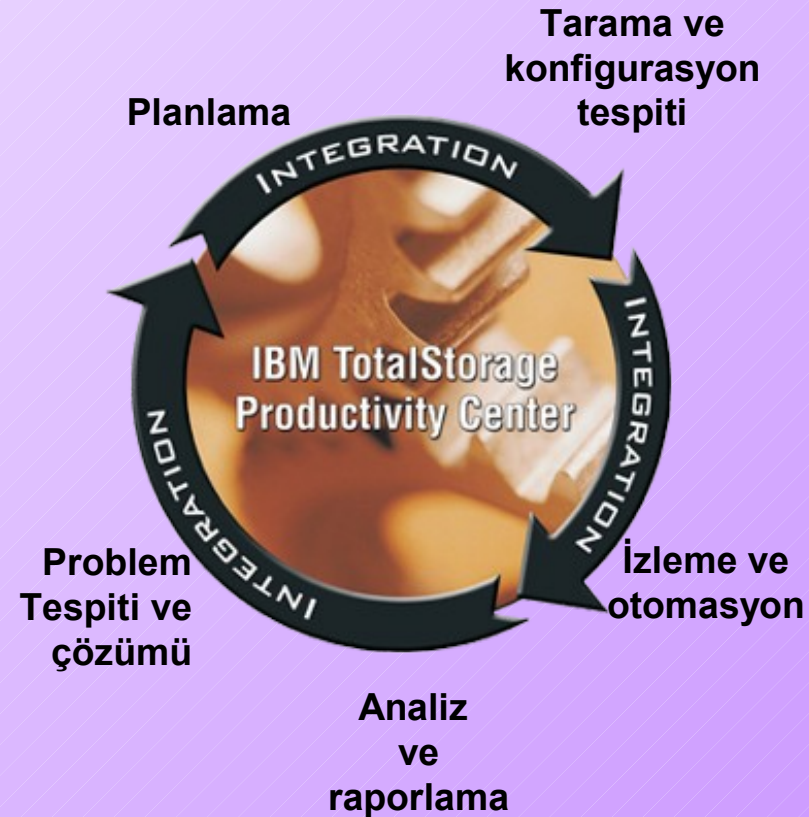 Tarama ve
konfigurasyon
tespiti
Planlama
INTEGRATION
INTEGRATION
IBM TotalStorage
Productivity Center
INTEGRATION
Problem
Tespiti ve
çözümü
İzleme ve
otomasyon
Analiz
ve
raporlama